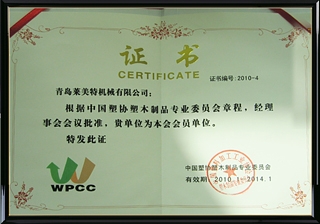 证书
CERTIFICATE
证书编号:2010-4
青岛莱美特机械有限公司:
根据中国塑协塑木制品专业委员会章程,经理
事会会议批准,贵单位为本会会员单位。
特发此证
WPCC
中国塑协塑木制品专业委员会
有效期:2010.1-2014.1